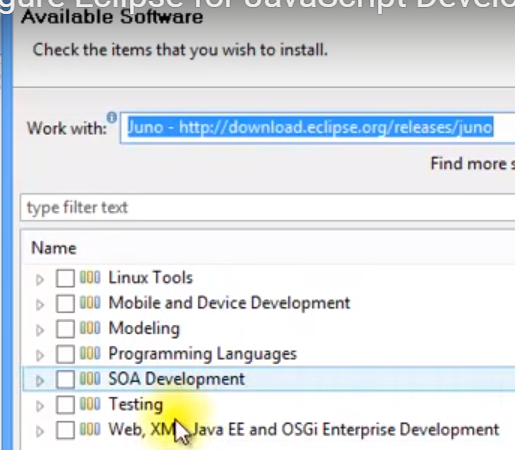 gure Eclipse for JavaScript Develo
Available Software
Check the items that you wish to install.
Work with: Juno - http://download.eclipse.org/releases/juno
Find more s
type filter text
Name
Linux Tools
Mobile and Device Development
Modeling
Programming Languages
SOA Development
Testing
Web, XM Java EE and OSGi Enterprise Development